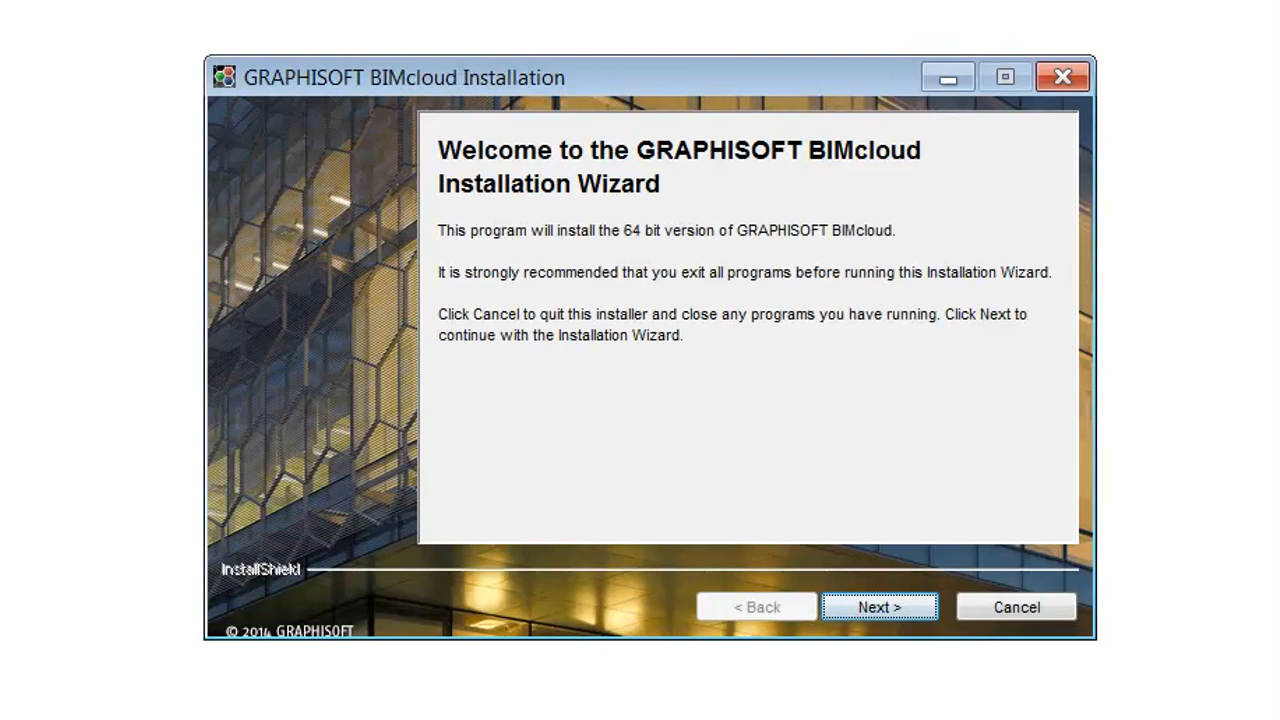 GRAPHISOFT BIMcloud Installation
Welcome to the GRAPHISOFT BIMcloud
Installation Wizard
This program will install the 64 bit version of GRAPHISOFT BIMcloud.
It is strongly recommended that you exit all programs before running this Installation Wizard.
Click Cancel to quit this installer and close any programs you have running. Click Next to
continue with the Installation Wizard.
InstallShield
< Back Next > Cancel
© 2014 GRAPHISOFT